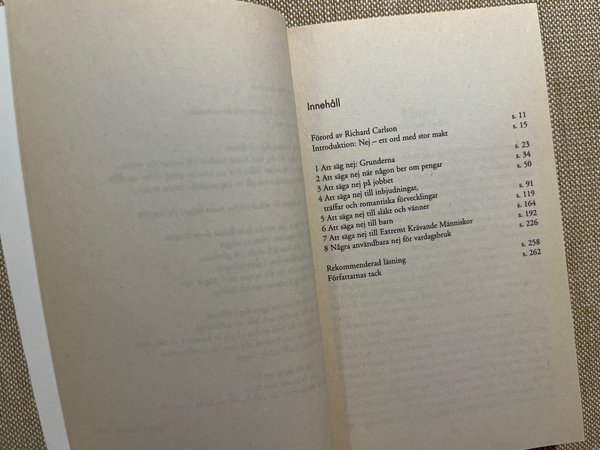 Innehåll
Förord av Richard Carlson s. 11
Introduktion: Nej – ett ord med stor makt s. 15
1 Att säg nej: Grunderna s. 23
2 Att säga nej när någon ber om pengar s. 34
3 Att säga nej på jobbet s. 50
4 Att säga nej till inbjudningar,
träffar och romantiska förvecklingar s. 91
5 Att säga nej till släkt och vänner s. 119
6 Att säga nej till barn s. 164
7 Att säga nej till Extremt Krävande Människor s. 192
8 Några användbara nej för vardagsbruk s. 226
Rekommenderad läsning s. 258
Författarnas tack s. 262